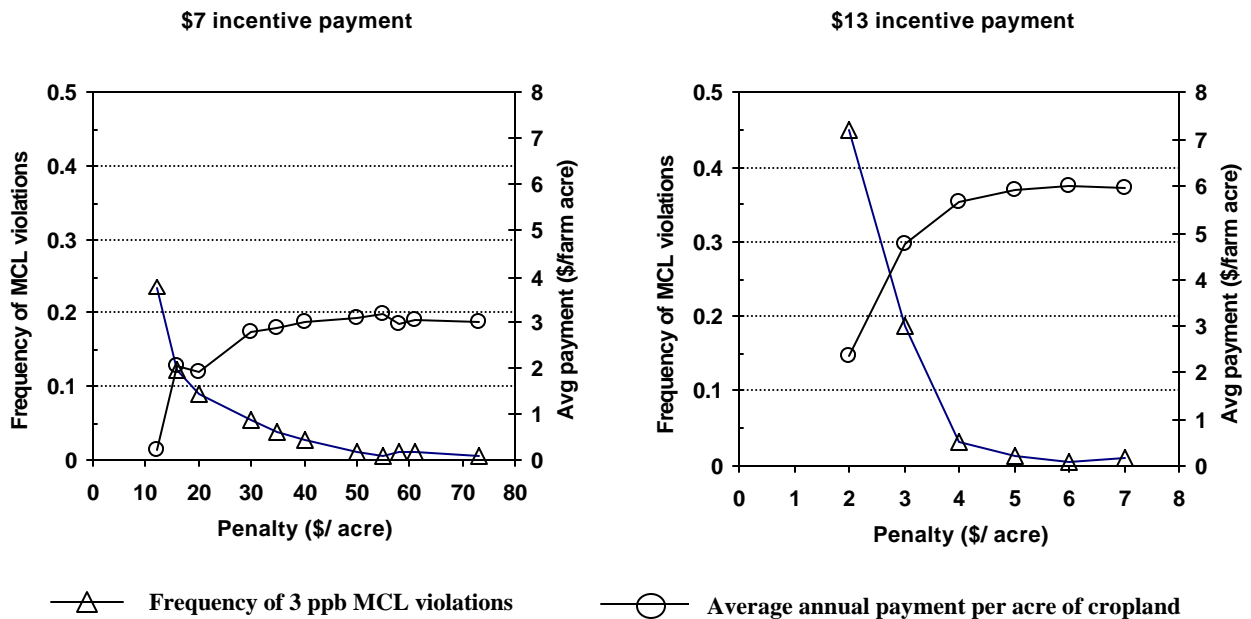 $7 incentive payment
$13 incentive payment
0.5
0.4
0.3
0.2
0.1
0
Frequency of MCL violations
8
7
6
5
4
3
2
1
0
Avg payment ($/farm acre)
0 10 20 30 40 50 60 70 80
Penalty ($/ acre)
0.5
0.4
0.3
0.2
0.1
0
Frequency of MCL violations
8
7
6
5
4
3
2
1
0
Avg payment ($/farm acre)
0 1 2 3 4 5 6 7 8
Penalty ($/ acre)
Frequency of 3 ppb MCL violations
Average annual payment per acre of cropland